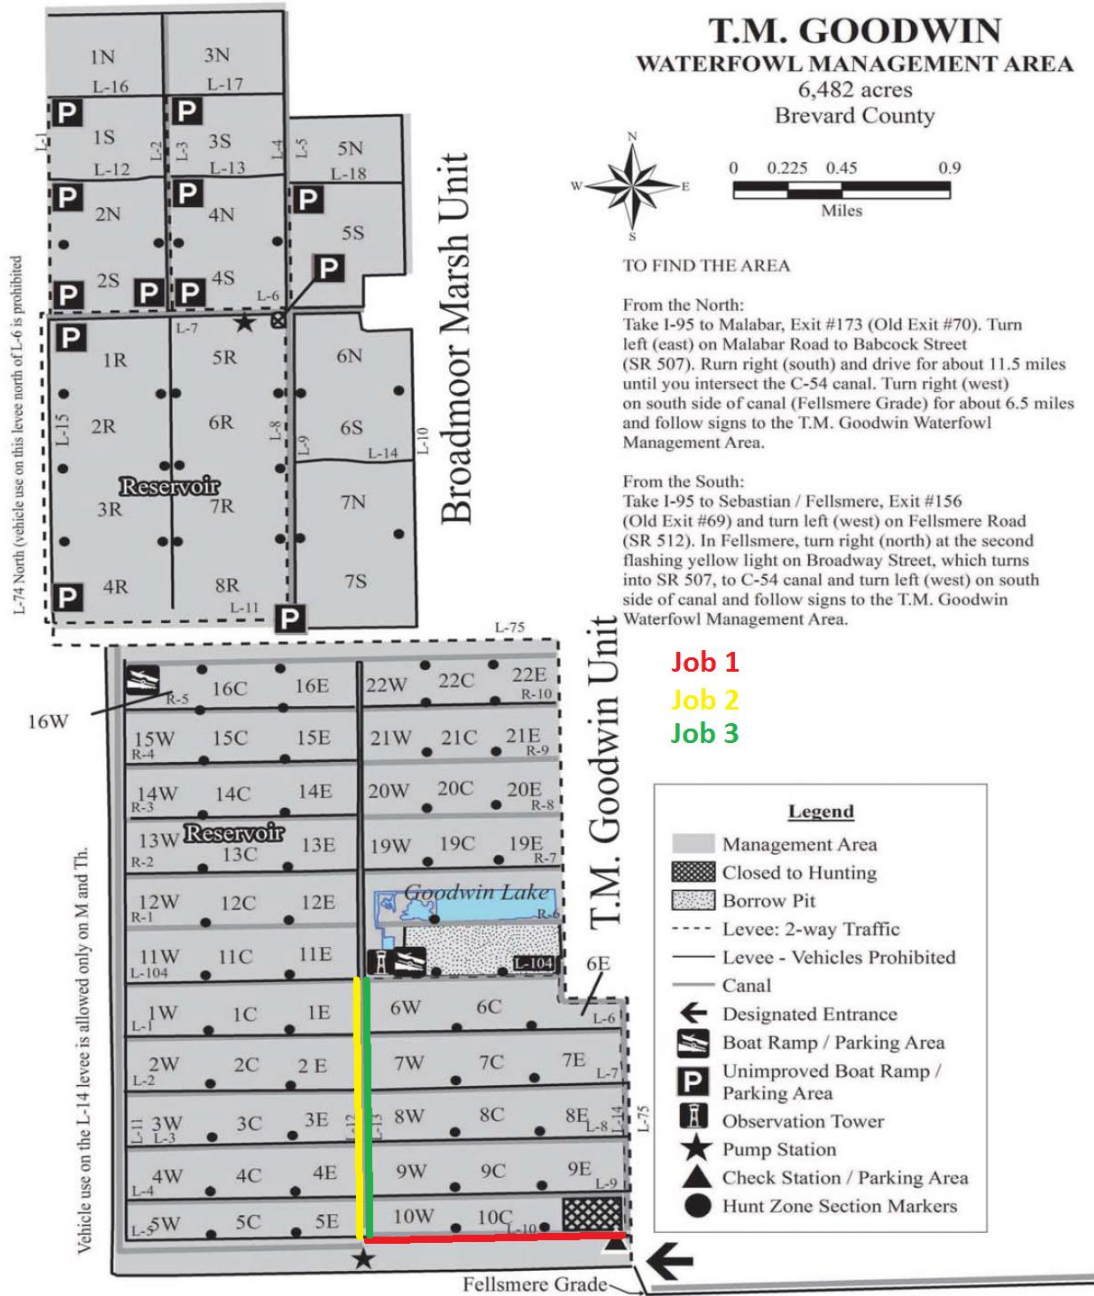 T.M. GOODWIN
WATERFOWL MANAGEMENT AREA
6,482 acres
Brevard County
N
W E
S
0 0.225 0.45 0.9
Miles
TO FIND THE AREA
From the North:
Take I-95 to Malabar, Exit #173 (Old Exit #70). Turn
left (east) on Malabar Road to Babcock Street
(SR 507). Rurn right (south) and drive for about 11.5 miles
until you intersect the C-54 canal. Turn right (west)
on south side of canal (Fellsmere Grade) for about 6.5 miles
and follow signs to the T.M. Goodwin Waterfowl
Management Area.
From the South:
Take I-95 to Sebastian / Fellsmere, Exit #156
(Old Exit #69) and turn left (west) on Fellsmere Road
(SR 512). In Fellsmere, turn right (north) at the second
flashing yellow light on Broadway Street, which turns
into SR 507, to C-54 canal and turn left (west) on south
side of canal and follow signs to the T.M. Goodwin
Waterfowl Management Area.
1N 3N
L-16 L-17
P P
L-1 1S L-2 L-3 3S L-4 L-5 5N
L-12 L-13 L-18
P P P
2N 4N 5S
2S 4S P
P P P
L-6
P L-7
1R 5R 6N
L-15 2R 6R L-8 L-9 6S L-10
L-14
Reservoir
3R 7R 7N
4R 8R 7S
P L-11 P
L-74 North (vehicle use on this levee north of L-6 is prohibited
Broadmoor Marsh Unit
L-75
16W R-5 16C 16E 22W 22C 22E
R-10
15W 15C 15E 21W 21C 21E
R-4 R-9
14W 14C 14E 20W 20C 20E
R-3 R-8
Reservoir
13W 13C 13E 19W 19C 19E
R-2 R-7
Goodwin Lake
12W 12C 12E R-6
R-1
11W 11C 11E
L-104 L-104
6E
1W 1C 1E 6W 6C
L-1 L-6
2W 2C 2 E 7W 7C 7E
L-2 L-7
L-11 3W 3C 3E L-12 L-13 8W 8C 8E L-14 L-75
L-3 L-8
4W 4C 4E 9W 9C 9E
L-4 L-9
L-5 5W 5C 5E 10W 10C L-10
Vehicle use on the L-14 levee is allowed only on M and Th.
T.M. Goodwin Unit
Fellsmere Grade
Job 1
Job 2
Job 3
Legend
Management Area
Closed to Hunting
Borrow Pit
Levee: 2-way Traffic
Levee - Vehicles Prohibited
Canal
Designated Entrance
Boat Ramp / Parking Area
P Unimproved Boat Ramp /
Parking Area
Observation Tower
Pump Station
Check Station / Parking Area
Hunt Zone Section Markers